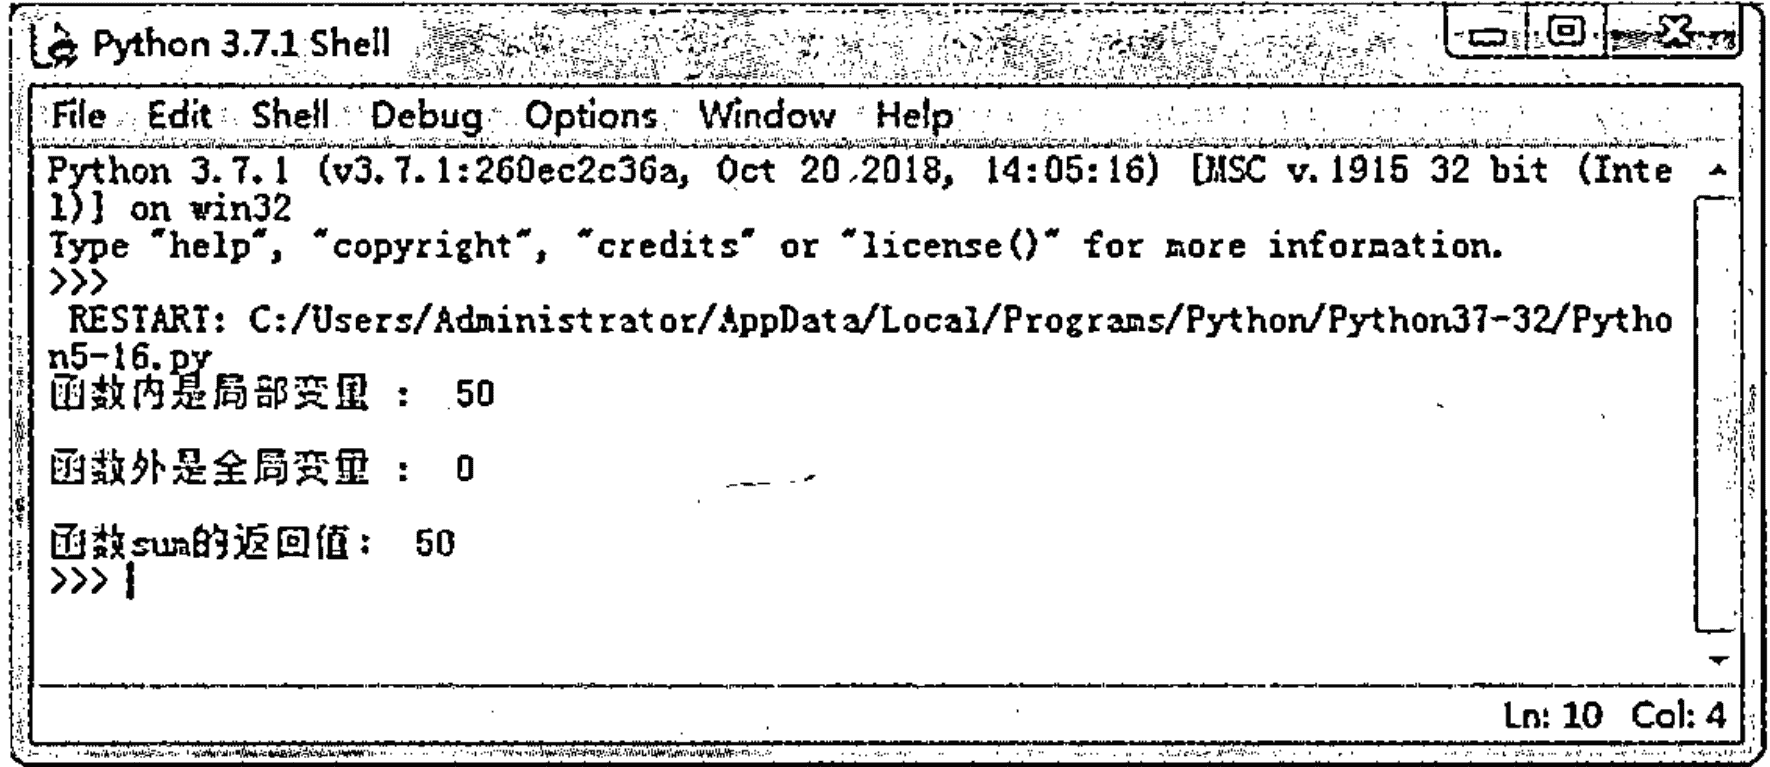 Python 3.7.1 Shell
File Edit Shell Debug Options Window Help
Python 3.7.1 (v3.7.1:260ec2c36a, Oct 20 2018, 14:05:16) [MSC v.1915 32 bit (Inte
l)] on win32
Type "help", "copyright", "credits" or "license()" for more information.
>>>
RESTART: C:/Users/Administrator/AppData/Local/Programs/Python/Python37-32/Pytho
n5-16.py
函数内是局部变量 : 50
函数外是全局变量 : 0
函数sum的返回值: 50
>>>
Ln: 10 Col: 4